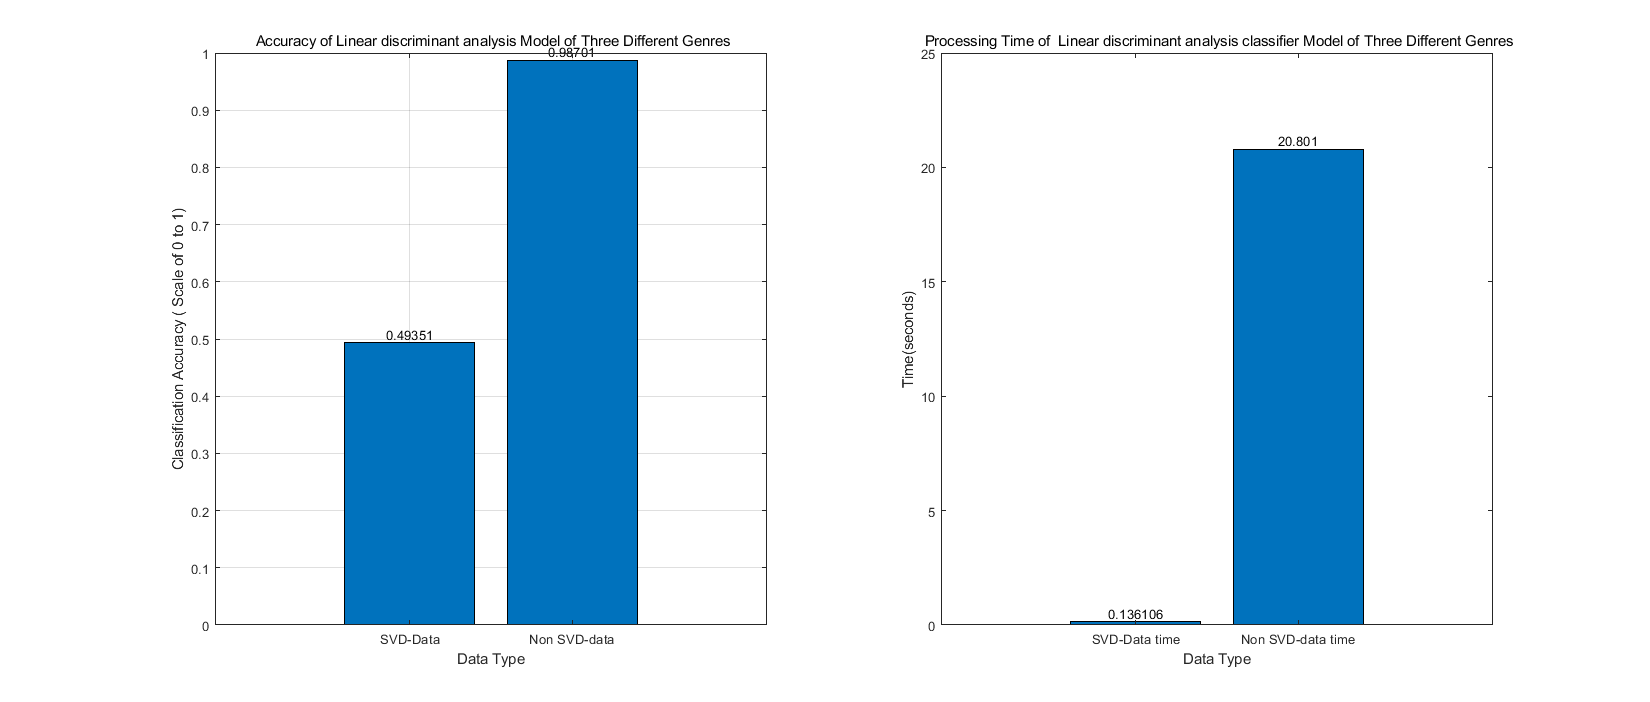 Accuracy of Linear discriminant analysis Model of Three Different Genres
0.98701
1
0.9
0.8
0.7
0.6
0.5
0.4
0.3
0.2
0.1
0
Classification Accuracy ( Scale of 0 to 1)
0.49351
SVD-Data
Non SVD-data
Data Type
Processing Time of  Linear discriminant analysis classifier Model of Three Different Genres
25
20
15
10
5
0
Time(seconds)
20.801
0.136106
SVD-Data time
Non SVD-data time
Data Type